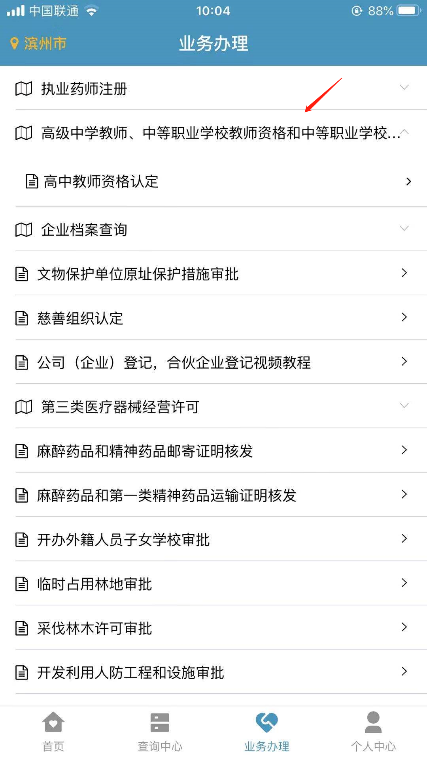 中国联通
10:04
88%
滨州市
业务办理
执业药师注册
高级中学教师、中等职业学校教师资格和中等职业学校...
高中教师资格认定
企业档案查询
文物保护单位原址保护措施审批
慈善组织认定
公司（企业）登记，合伙企业登记视频教程
第三类医疗器械经营许可
麻醉药品和精神药品邮寄证明核发
麻醉药品和第一类精神药品运输证明核发
开办外籍人员子女学校审批
临时占用林地审批
采伐林木许可审批
开发利用人防工程和设施审批
首页
查询中心
业务办理
个人中心